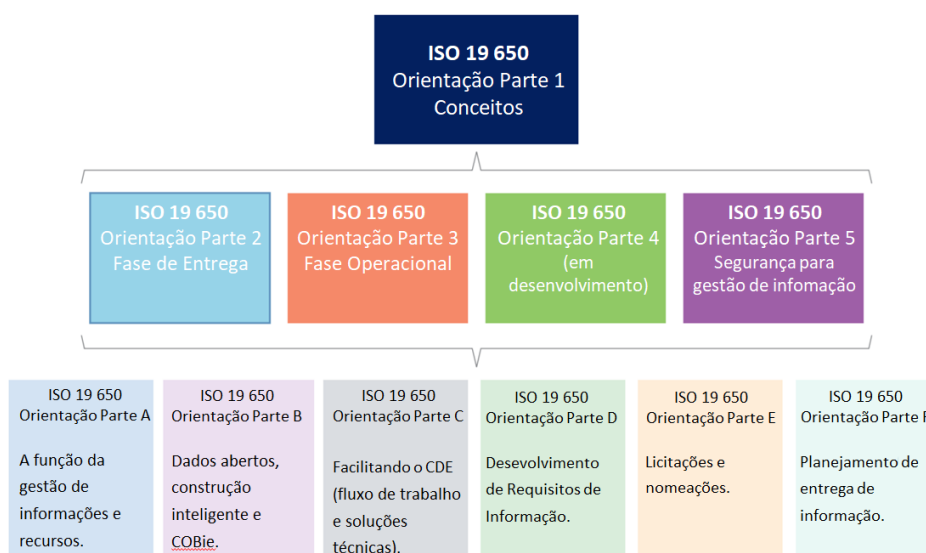 ISO 19 650
Orientação Parte 1
Conceitos
ISO 19 650
Orientação Parte 2
Fase de Entrega
ISO 19 650
Orientação Parte 3
Fase Operacional
ISO 19 650
Orientação Parte 4
(em
desenvolvimento)
ISO 19 650
Orientação Parte 5
Segurança para
gestão de infomação
ISO 19 650
Orientação Parte A
A função da
gestão de
informações e
recursos.
ISO 19 650
Orientação Parte B
Dados abertos,
construção
inteligente e
COBie.
ISO 19 650
Orientação Parte C
Facilitando o CDE
(fluxo de trabalho
e soluções
técnicas).
ISO 19 650
Orientação Parte D
Desevolvimento
de Requisitos de
Informação.
ISO 19 650
Orientação Parte E
Licitações e
nomeações.
ISO 19 650
Orientação Parte F
Planejamento de
entrega de
informação.